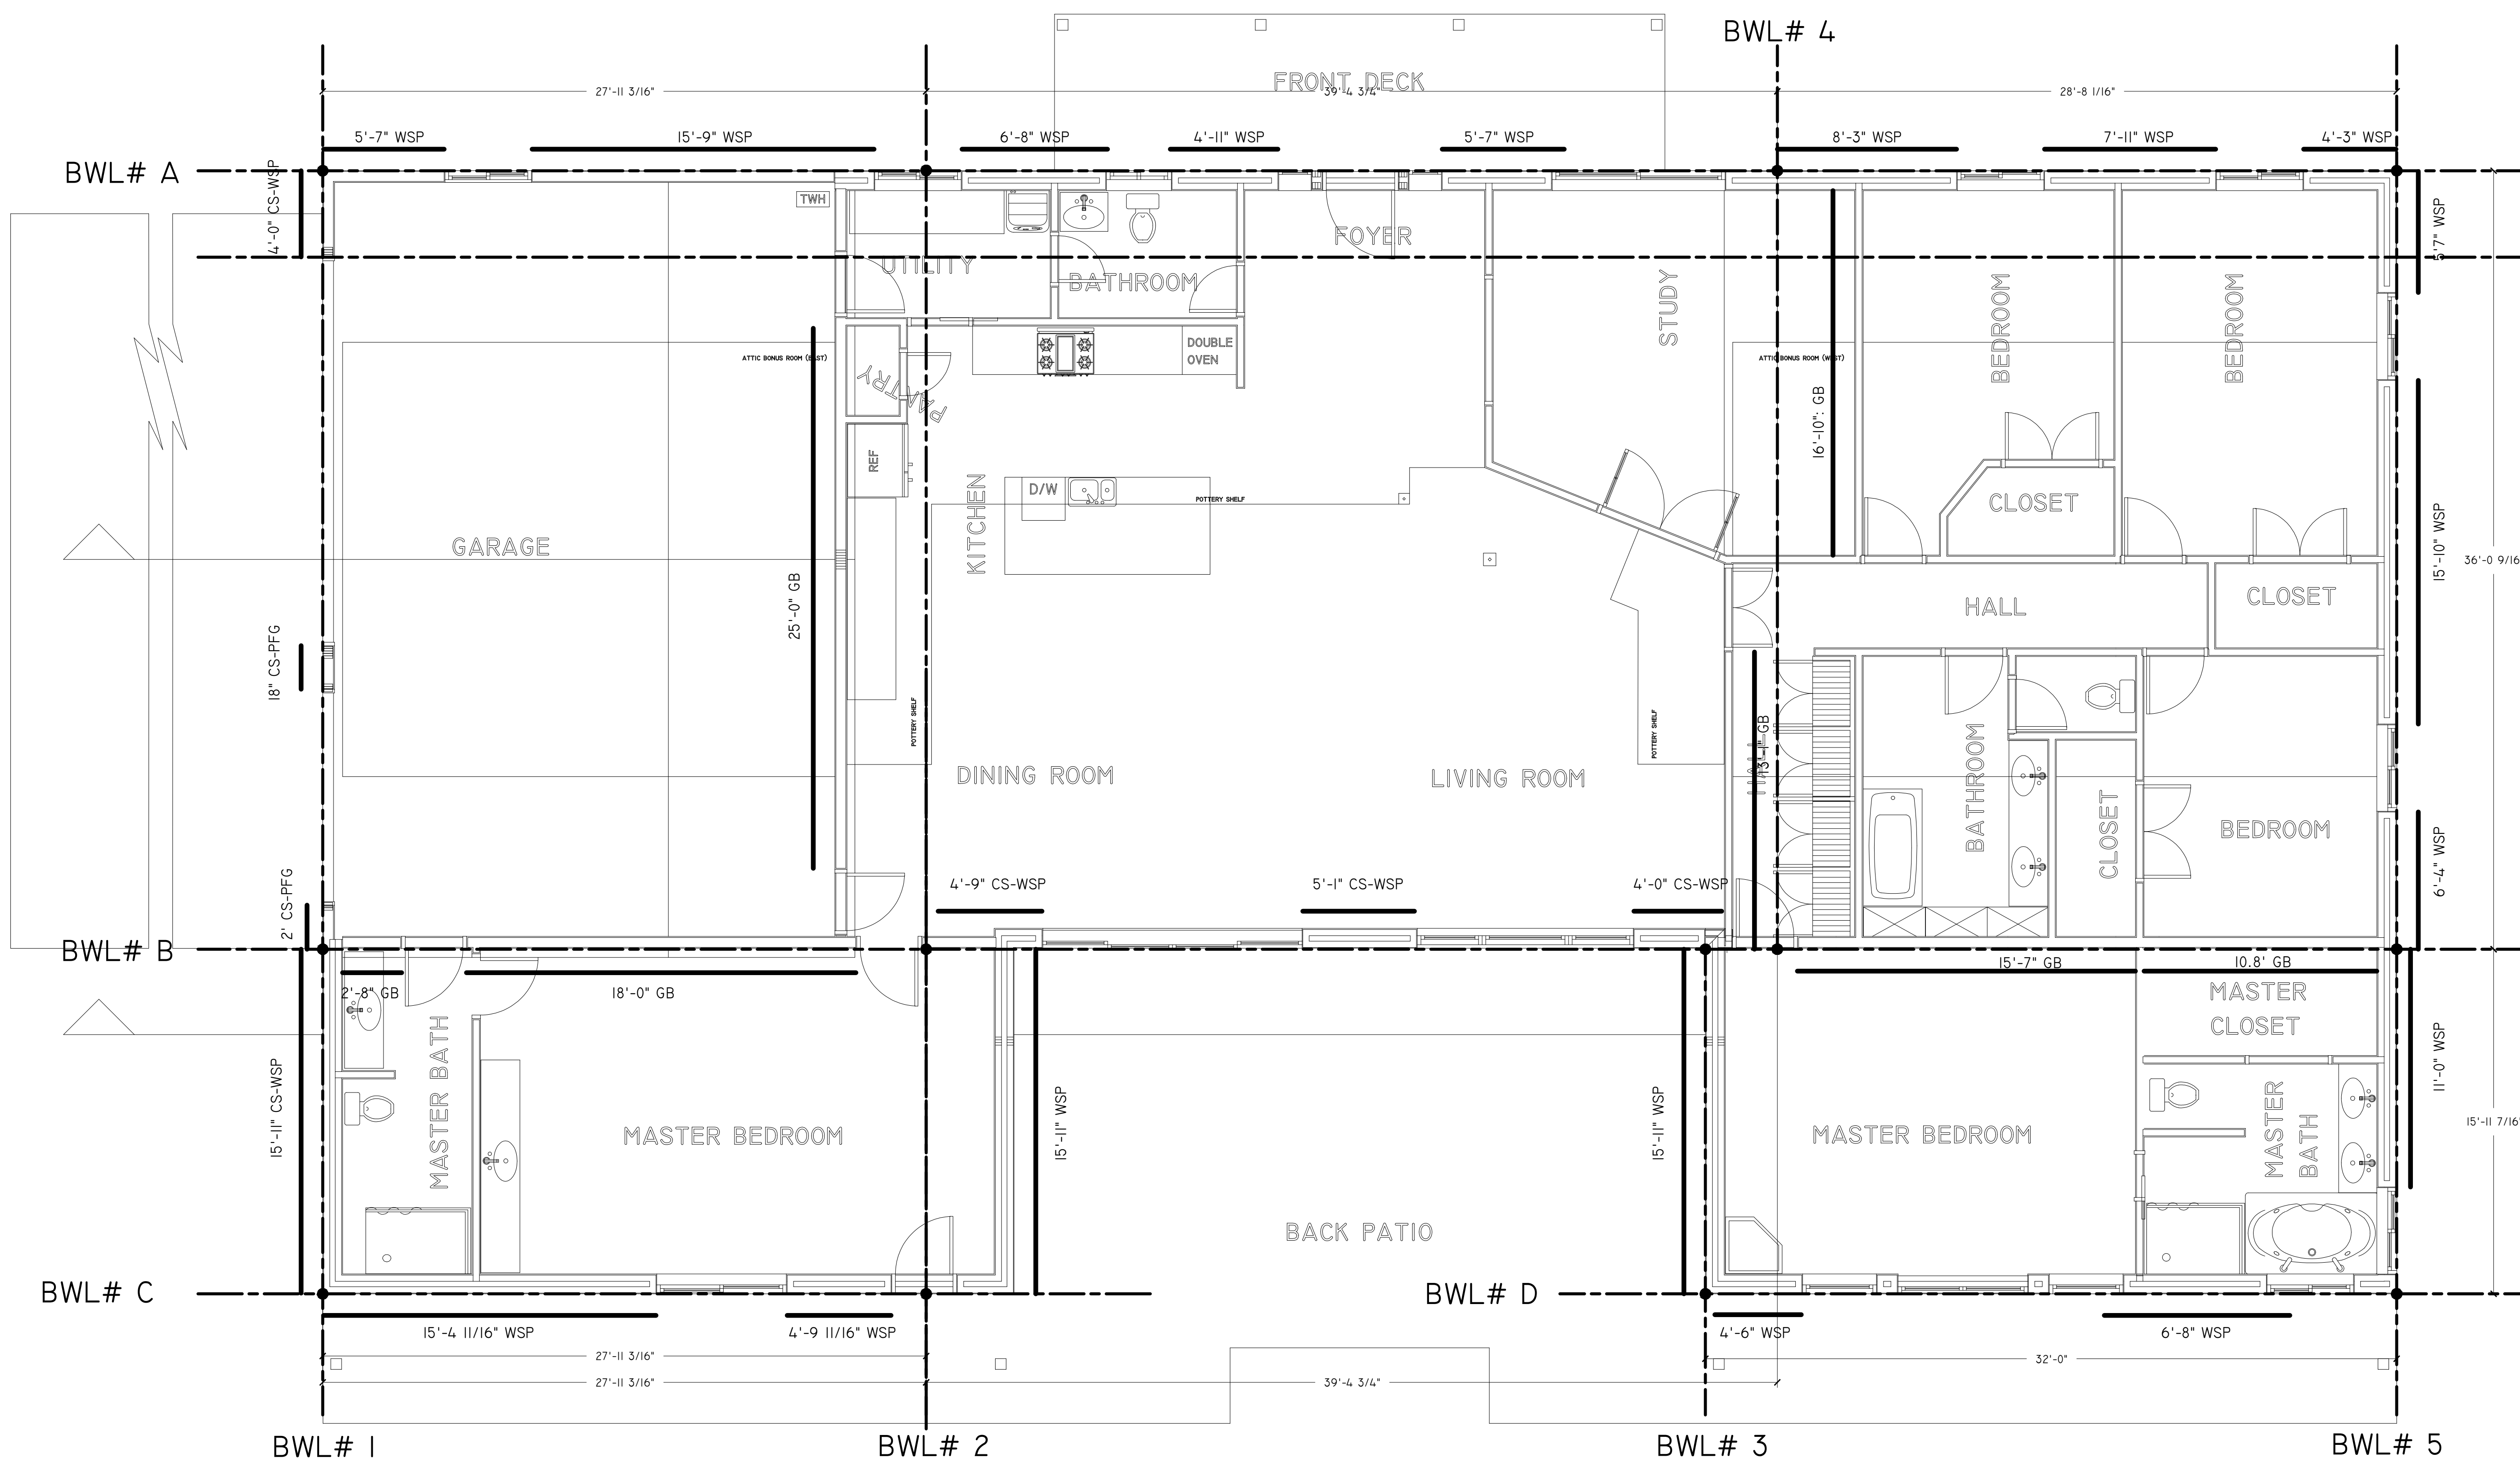 BWL# 4
FRONT DECK
27'-11 3/16"
39'-4 3/4"
28'-8 1/16"
5'-7" WSP
15'-9" WSP
6'-8" WSP
4'-11" WSP
5'-7" WSP
8'-3" WSP
7'-11" WSP
4'-3" WSP
BWL# A
4'-0" CS-WSP
TWH
5'7" WSP
UTILITY
BATHROOM
FOYER
STUDY
BEDROOM
BEDROOM
ATTIC BONUS ROOM (EAST)
PANTRY
DOUBLE
OVEN
ATTIC BONUS ROOM (WEST)
16'-10": GB
REF
KITCHEN
D/W
POTTERY SHELF
CLOSET
GARAGE
15'-10" WSP
36'-0 9/16
25'-0" GB
HALL
CLOSET
18" CS-PFG
POTTERY SHELF
POTTERY SHELF
HALL
13'-1" GB
DINING ROOM
LIVING ROOM
BATHROOM
CLOSET
BEDROOM
6'-4" WSP
2' CS-PFG
4'-9" CS-WSP
5'-1" CS-WSP
4'-0" CS-WSP
BWL# B
2'-8" GB
18'-0" GB
15'-7" GB
10.8' GB
MASTER
CLOSET
15'-11" CS-WSP
MASTER BATH
MASTER BEDROOM
15'-11" WSP
15'-11" WSP
MASTER BEDROOM
MASTER
BATH
11'-0" WSP
15'-11 7/16"
BACK PATIO
BWL# C
BWL# D
15'-4 11/16" WSP
4'-9 11/16" WSP
4'-6" WSP
6'-8" WSP
27'-11 3/16"
32'-0"
27'-11 3/16"
39'-4 3/4"
BWL# 1
BWL# 2
BWL# 3
BWL# 5